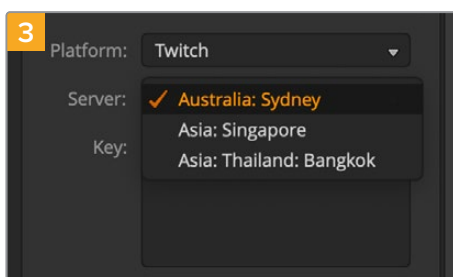 3
Platform: Twitch
Server: Australia: Sydney
Asia: Singapore
Key:
Asia: Thailand: Bangkok